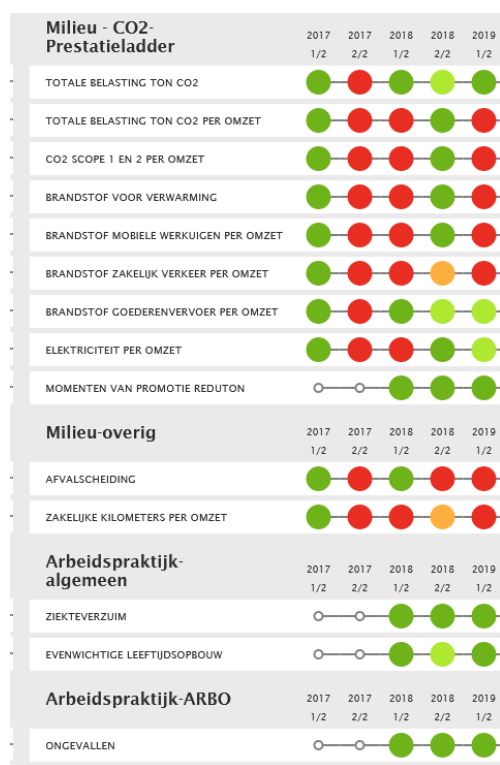 Milieu - CO2-
Prestatieladder
2017 2017 2018 2018 2019
1/2 2/2 1/2 2/2 1/2
TOTALE BELASTING TON CO2
TOTALE BELASTING TON CO2 PER OMZET
CO2 SCOPE 1 EN 2 PER OMZET
BRANDSTOF VOOR VERWARMING
BRANDSTOF MOBIELE WERKUIGEN PER OMZET
BRANDSTOF ZAKELIJK VERKEER PER OMZET
BRANDSTOF GOEDERENVERVOER PER OMZET
ELEKTRICITEIT PER OMZET
MOMENTEN VAN PROMOTIE REDUTON
Milieu-overig
2017 2017 2018 2018 2019
1/2 2/2 1/2 2/2 1/2
AFVALSCHEIDING
ZAKELIJKE KILOMETERS PER OMZET
Arbeidspraktijk-
algemeen
2017 2017 2018 2018 2019
1/2 2/2 1/2 2/2 1/2
ZIEKTEVERZUIM
EVENWICHTIGE LEEFTIJDSOPBOUW
Arbeidspraktijk-ARBO
2017 2017 2018 2018 2019
1/2 2/2 1/2 2/2 1/2
ONGEVALLEN